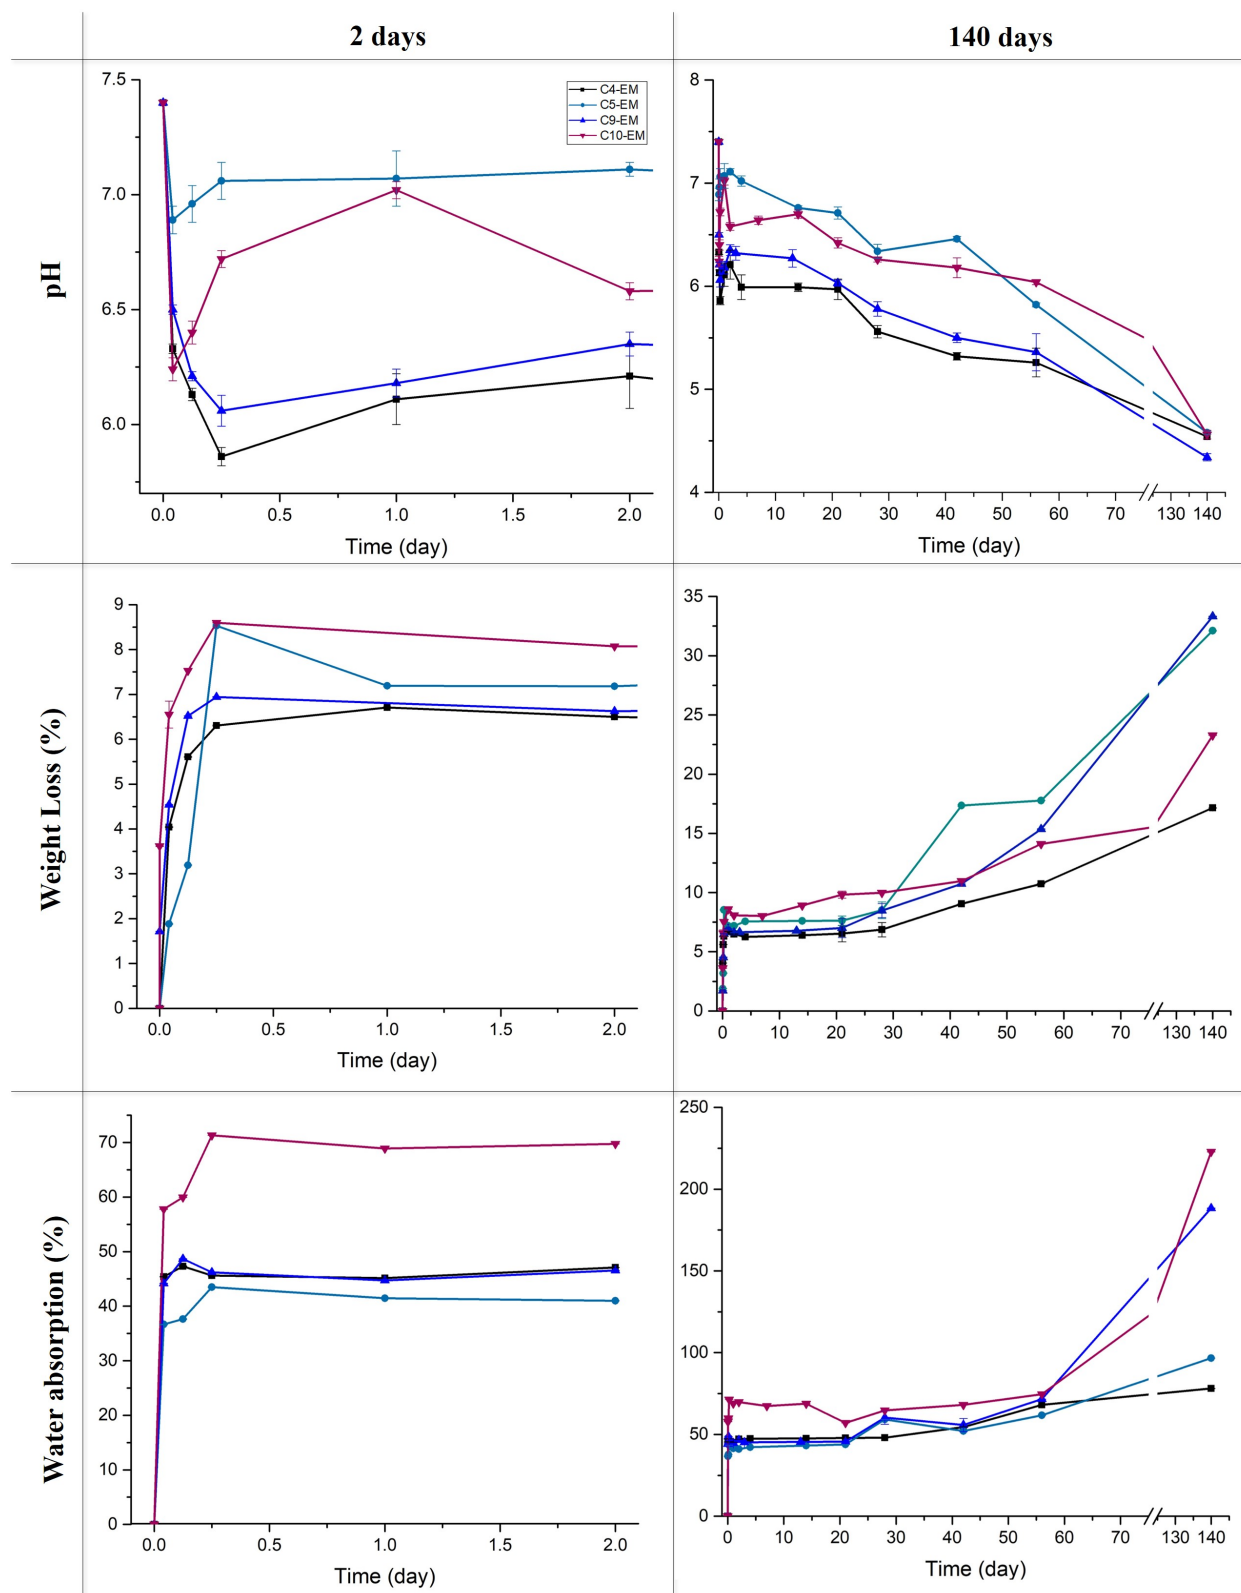 2 days
140 days
pH
7.5
7.0
6.5
6.0
C4-EM
C5-EM
C9-EM
C10-EM
0.0 0.5 1.0 1.5 2.0
Time (day)
8
7
6
5
4
0 10 20 30 40 50 60 70 130 140
Time (day)
Weight Loss (%)
9
8
7
6
5
4
3
2
1
0
0.0 0.5 1.0 1.5 2.0
Time (day)
35
30
25
20
15
10
5
0
0 10 20 30 40 50 60 70 130 140
Time (day)
Water absorption (%)
70
60
50
40
30
20
10
0
0.0 0.5 1.0 1.5 2.0
Time (day)
250
200
150
100
50
0
0 10 20 30 40 50 60 70 130 140
Time (day)